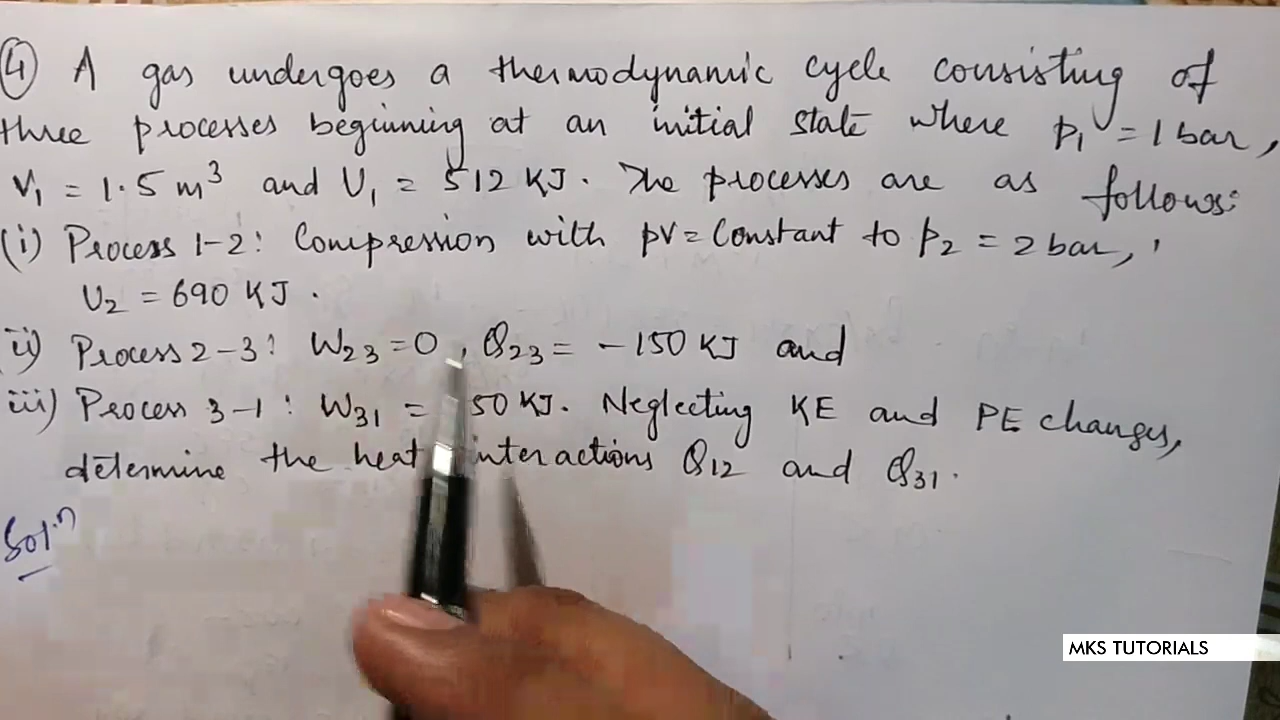 ④ A gas undergoes a thermodynamic cycle consisting of
three processes beginning at an initial state where p₁ = 1 bar,
V₁ = 1.5 m³ and U₁ = 512 KJ. The processes are as follows:
(i) Process 1-2: Compression with pV = Constant to p₂ = 2 bar,
U₂ = 690 KJ.
ii) Process 2-3: W₂₃ = 0, Q₂₃ = -150 KJ and
iii) Process 3-1: W₃₁ = 50 KJ. Neglecting KE and PE changes,
determine the heat interactions Q₁₂ and Q₃₁.
Sol.n
MKS TUTORIALS